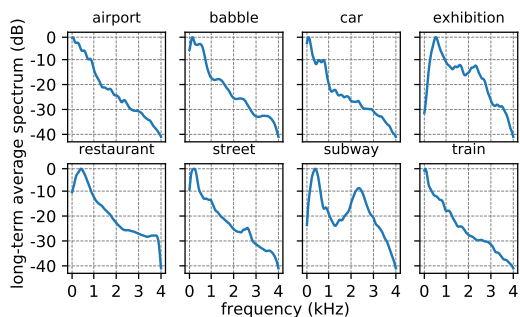 airport babble car exhibition
0
-10
-20
-30
-40
restaurant street subway train
0
-10
-20
-30
-40
0 1 2 3 4 0 1 2 3 4 0 1 2 3 4 0 1 2 3 4
frequency (kHz)
long-term average spectrum (dB)